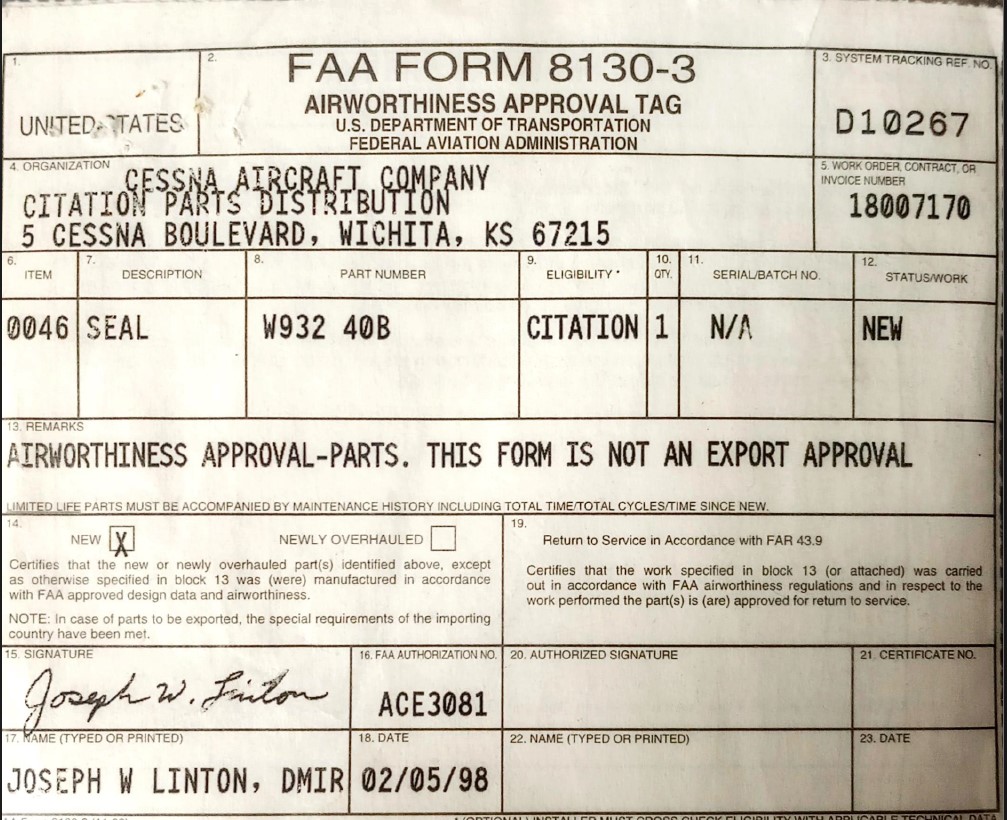 1.
UNITED STATES
2.
FAA FORM 8130-3
AIRWORTHINESS APPROVAL TAG
U.S. DEPARTMENT OF TRANSPORTATION
FEDERAL AVIATION ADMINISTRATION
3. SYSTEM TRACKING REF. NO.
D10267
4. ORGANIZATION
CESSNA AIRCRAFT COMPANY
CITATION PARTS DISTRIBUTION
5 CESSNA BOULEVARD, WICHITA, KS 67215
5. WORK ORDER, CONTRACT, OR
INVOICE NUMBER
18007170
6. ITEM
7. DESCRIPTION
8. PART NUMBER
9. ELIGIBILITY *
10. QTY.
11. SERIAL/BATCH NO.
12. STATUS/WORK
0046 SEAL W932 40B CITATION 1 N/A NEW
13. REMARKS
AIRWORTHINESS APPROVAL-PARTS. THIS FORM IS NOT AN EXPORT APPROVAL
LIMITED LIFE PARTS MUST BE ACCOMPANIED BY MAINTENANCE HISTORY INCLUDING TOTAL TIME/TOTAL CYCLES/TIME SINCE NEW.
14.
NEW X NEWLY OVERHAULED
Certifies that the new or newly overhauled part(s) identified above, except
as otherwise specified in block 13 was (were) manufactured in accordance
with FAA approved design data and airworthiness.
NOTE: In case of parts to be exported, the special requirements of the importing
country have been met.
19.
Return to Service in Accordance with FAR 43.9
Certifies that the work specified in block 13 (or attached) was carried
out in accordance with FAA airworthiness regulations and in respect to the
work performed the part(s) is (are) approved for return to service.
15. SIGNATURE
Joseph W. Linton
16. FAA AUTHORIZATION NO.
ACE3081
20. AUTHORIZED SIGNATURE
21. CERTIFICATE NO.
17. NAME (TYPED OR PRINTED)
JOSEPH W LINTON, DMIR
18. DATE
02/05/98
22. NAME (TYPED OR PRINTED)
23. DATE
* (OPTIONAL) INSTALLER MUST CROSS CHECK ELIGIBILITY WITH APPLICABLE TECHNICAL DATA